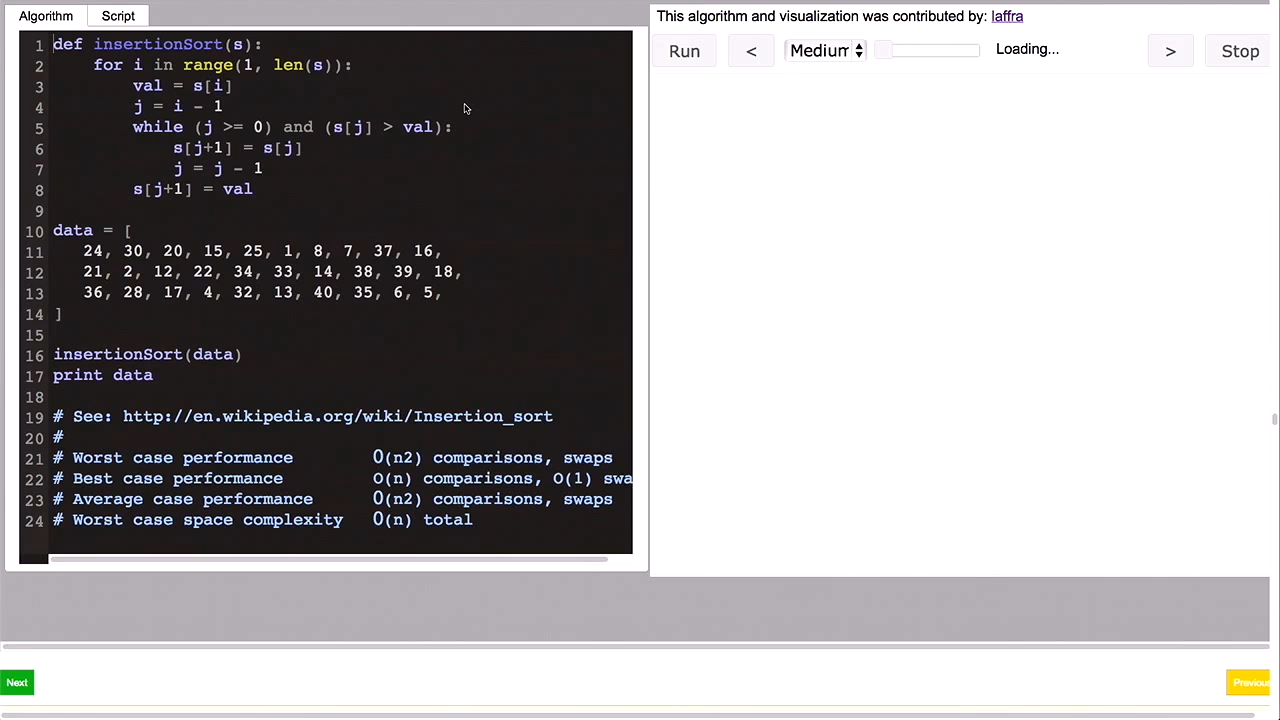 Algorithm Script
1 def insertionSort(s):
2     for i in range(1, len(s)):
3         val = s[i]
4         j = i - 1
5         while (j >= 0) and (s[j] > val):
6             s[j+1] = s[j]
7             j = j - 1
8         s[j+1] = val
9
10 data = [
11    24, 30, 20, 15, 25, 1, 8, 7, 37, 16,
12    21, 2, 12, 22, 34, 33, 14, 38, 39, 18,
13    36, 28, 17, 4, 32, 13, 40, 35, 6, 5,
14 ]
15
16 insertionSort(data)
17 print data
18
19 # See: http://en.wikipedia.org/wiki/Insertion_sort
20 #
21 # Worst case performance        O(n2) comparisons, swaps
22 # Best case performance         O(n) comparisons, O(1) swa
23 # Average case performance      O(n2) comparisons, swaps
24 # Worst case space complexity   O(n) total
This algorithm and visualization was contributed by: laffra
Run < Medium Loading... > Stop
Next Previous